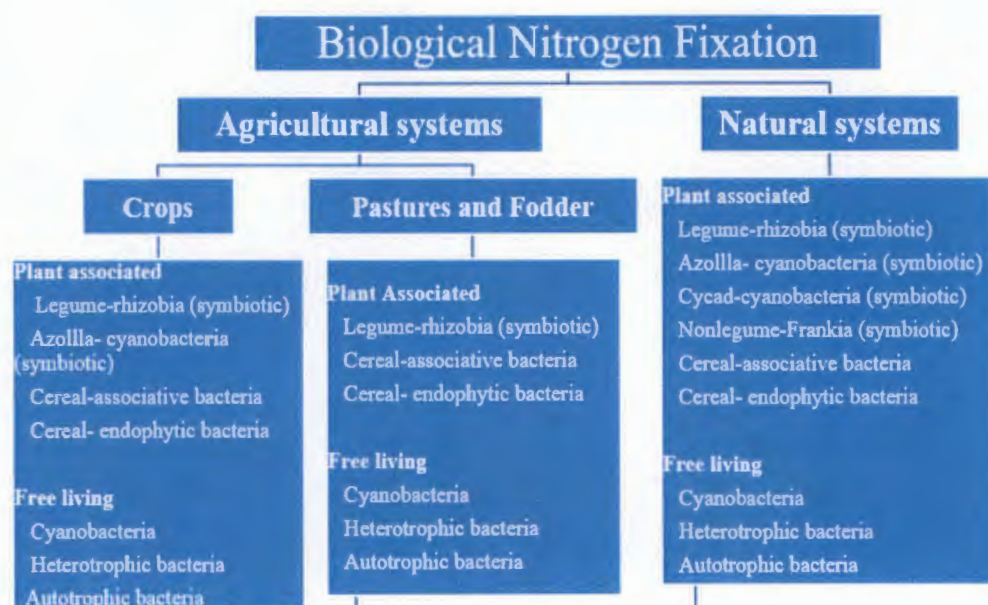 Biological Nitrogen Fixation
Agricultural systems
Natural systems
Crops
Pastures and Fodder
Plant associated
Legume-rhizobia (symbiotic)
Azollla- cyanobacteria
(symbiotic)
Cereal-associative bacteria
Cereal- endophytic bacteria
Free living
Cyanobacteria
Heterotrophic bacteria
Autotrophic bacteria
Plant Associated
Legume-rhizobia (symbiotic)
Cereal-associative bacteria
Cereal- endophytic bacteria
Free living
Cyanobacteria
Heterotrophic bacteria
Autotrophic bacteria
Plant associated
Legume-rhizobia (symbiotic)
Azollla- cyanobacteria (symbiotic)
Cycad-cyanobacteria (symbiotic)
Nonlegume-Frankia (symbiotic)
Cereal-associative bacteria
Cereal- endophytic bacteria
Free living
Cyanobacteria
Heterotrophic bacteria
Autotrophic bacteria